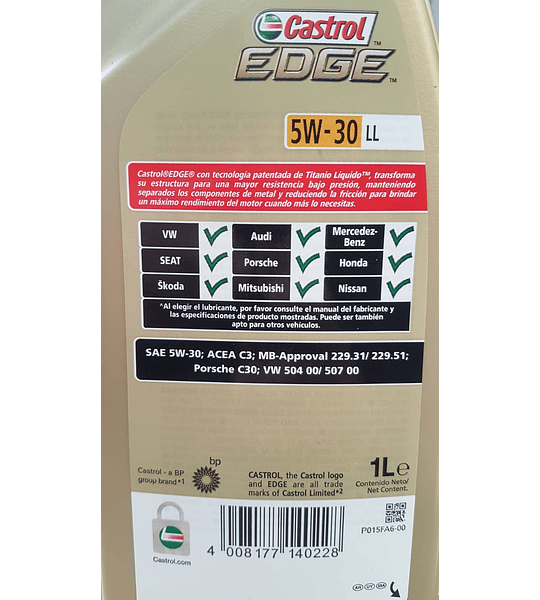 Castrol
EDGE™
™
5W-30 LL
Castrol®EDGE® con tecnología patentada de Titanio Líquido™, transforma
su estructura para una mayor resistencia bajo presión, manteniendo
separados los componentes de metal y reduciendo la fricción para brindar
un máximo rendimiento del motor cuando más lo necesitas.
VW Audi Mercedes-
Benz
SEAT Porsche Honda
Škoda Mitsubishi Nissan
*Al elegir el lubricante, por favor consulte el manual del fabricante y
las especificaciones de producto mostradas. Puede ser también
apto para otros vehículos.
SAE 5W-30; ACEA C3; MB-Approval 229.31/ 229.51;
Porsche C30; VW 504 00/ 507 00
Castrol - a BP
group brand*1
bp
CASTROL, the Castrol logo
and EDGE are all trade
marks of Castrol Limited*2
1L e
Contenido Neto/
Net Content.
P015FA6-00
Castrol
Castrol.com
4 008177 140228
AR UY